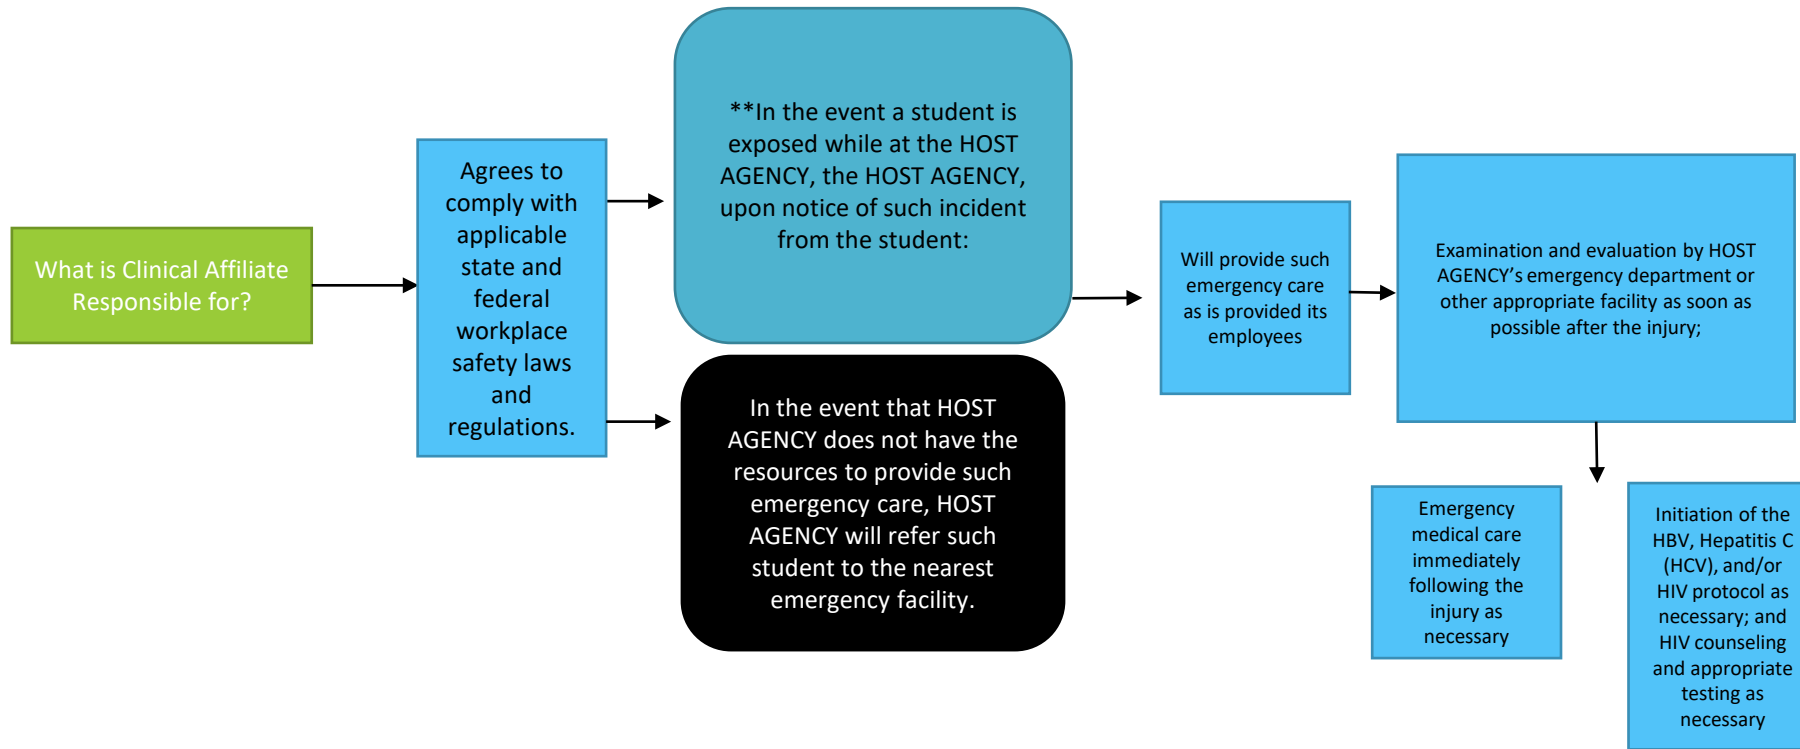 What is Clinical Affiliate
Responsible for?
Agrees to
comply with
applicable
state and
federal
workplace
safety laws
and
regulations.
**In the event a student is
exposed while at the HOST
AGENCY, the HOST AGENCY,
upon notice of such incident
from the student:
In the event that HOST
AGENCY does not have the
resources to provide such
emergency care, HOST
AGENCY will refer such
student to the nearest
emergency facility.
Will provide such
emergency care
as is provided its
employees
Examination and evaluation by HOST
AGENCY’s emergency department or
other appropriate facility as soon as
possible after the injury;
Emergency
medical care
immediately
following the
injury as
necessary
Initiation of the
HBV, Hepatitis C
(HCV), and/or
HIV protocol as
necessary; and
HIV counseling
and appropriate
testing as
necessary